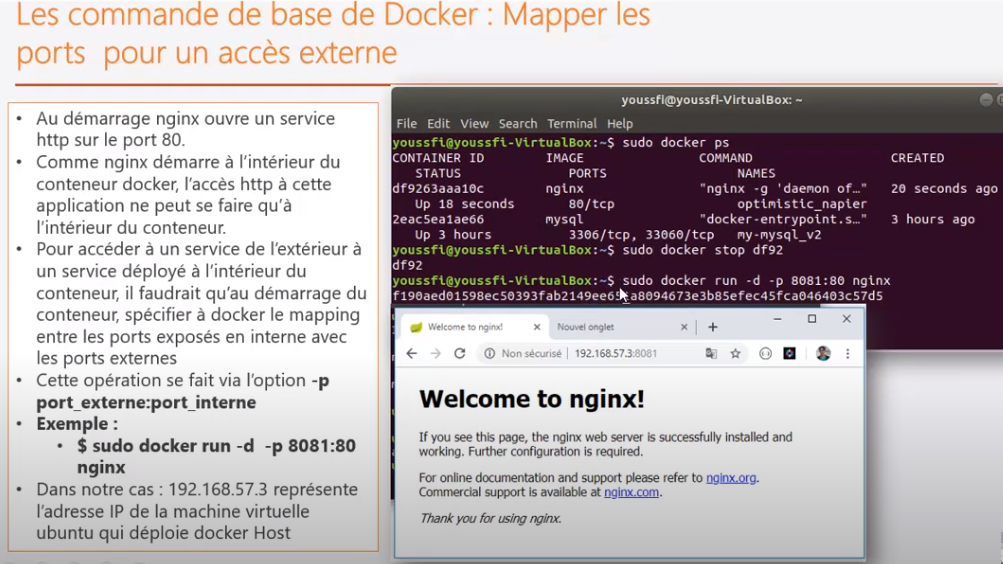 Les commande de base de Docker : Mapper les
ports pour un accès externe
• Au démarrage nginx ouvre un service
http sur le port 80.
• Comme nginx démarre à l'intérieur du
conteneur docker, l'accès http à cette
application ne peut se faire qu'à
l'intérieur du conteneur.
• Pour accéder à un service de l'extérieur à
un service déployé à l'intérieur du
conteneur, il faudrait qu'au démarrage du
conteneur, spécifier à docker le mapping
entre les ports exposés en interne avec
les ports externes
• Cette opération se fait via l'option -p
port_externe:port_interne
• Exemple :
• $ sudo docker run -d -p 8081:80
nginx
• Dans notre cas : 192.168.57.3 représente
l'adresse IP de la machine virtuelle
ubuntu qui déploie docker Host
youssfi@youssfi-VirtualBox: ~
File Edit View Search Terminal Help
youssfi@youssfi-VirtualBox:~$ sudo docker ps
CONTAINER ID IMAGE COMMAND CREATED
STATUS PORTS NAMES
df9263aaa10c nginx "nginx -g 'daemon of…" 20 seconds ago
Up 18 seconds 80/tcp optimistic_napier
2eac5ea1ae66 mysql "docker-entrypoint.s…" 3 hours ago
Up 3 hours 3306/tcp, 33060/tcp my-mysql_v2
youssfi@youssfi-VirtualBox:~$ sudo docker stop df92
df92
youssfi@youssfi-VirtualBox:~$ sudo docker run -d -p 8081:80 nginx
Welcome to nginx! Nouvel onglet
Non sécurisé 192.168.57.3:8081
Welcome to nginx!
If you see this page, the nginx web server is successfully installed and
working. Further configuration is required.
For online documentation and support please refer to nginx.org.
Commercial support is available at nginx.com.
Thank you for using nginx.